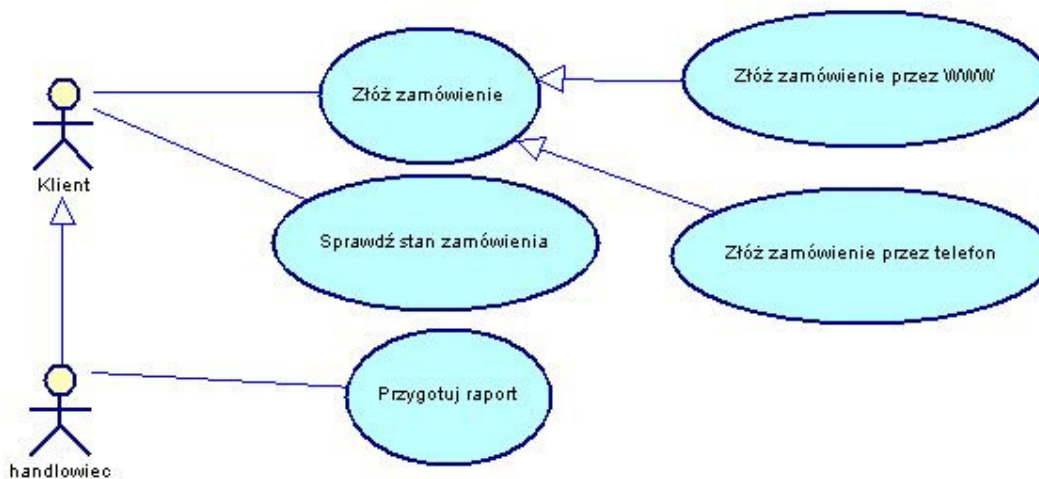 Złóż zamówienie
Złóż zamówienie przez WWW
Klient
Sprawdź stan zamówienia
Złóż zamówienie przez telefon
Przygotuj raport
handlowiec